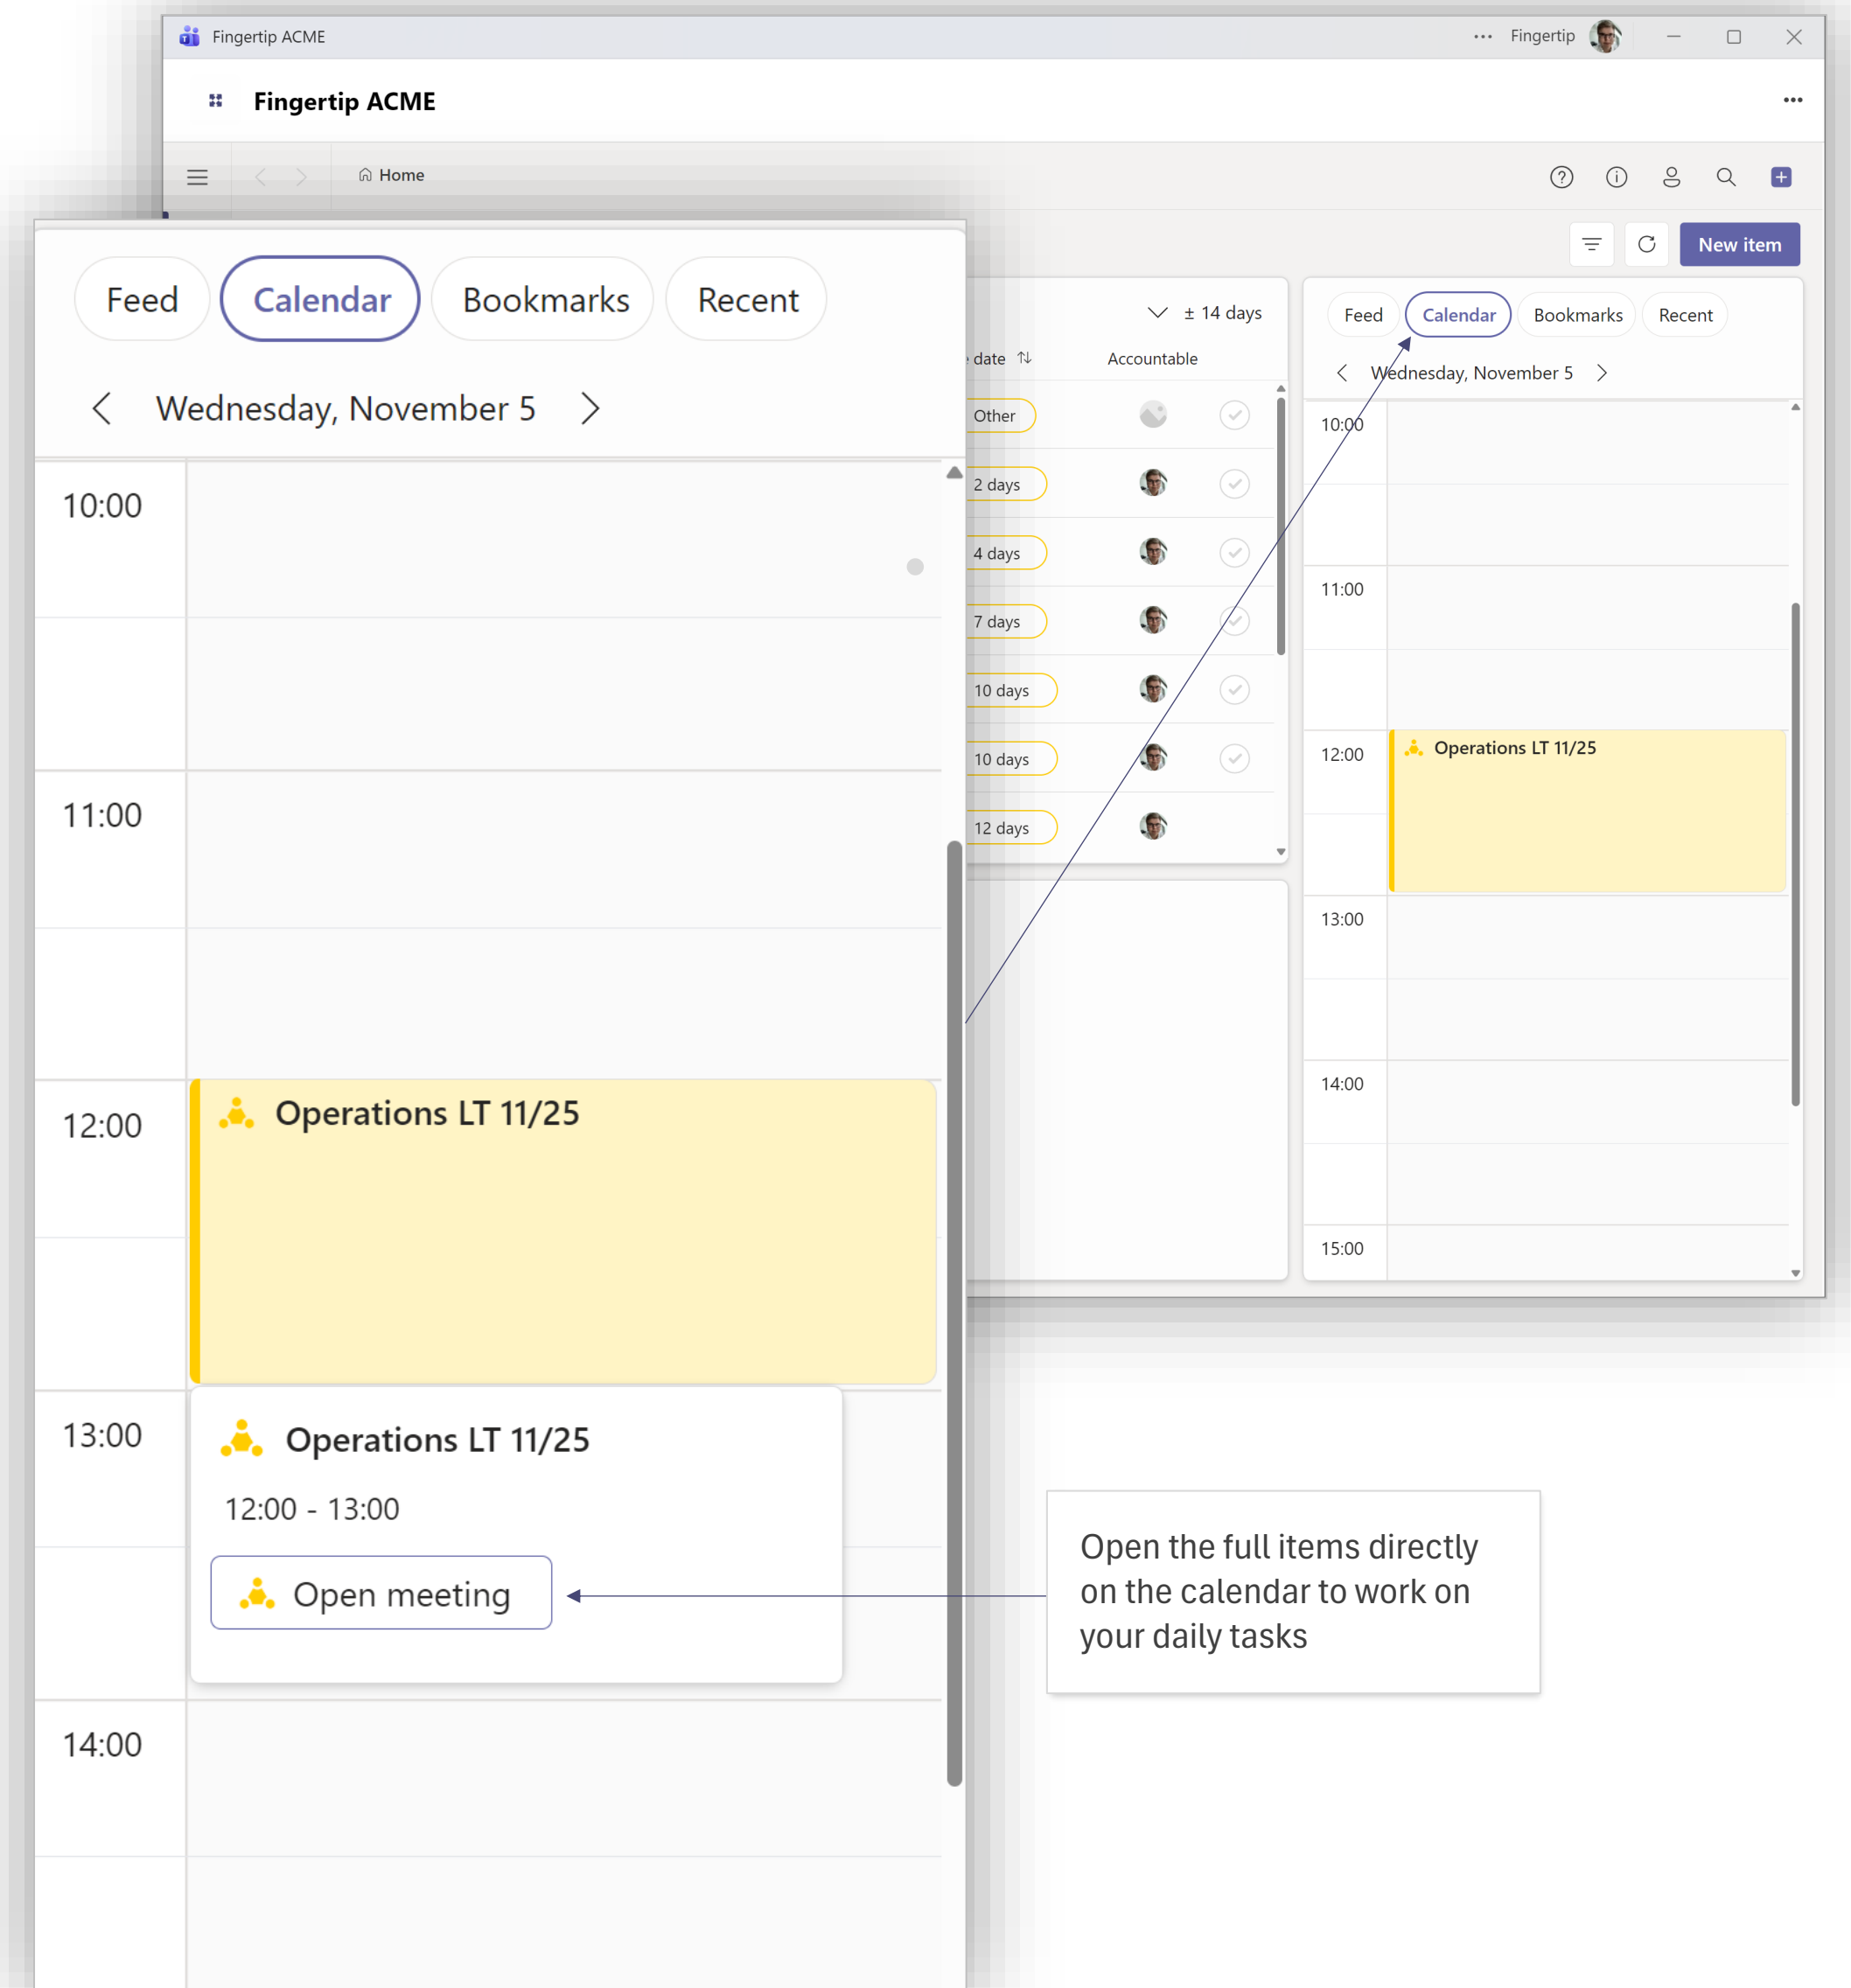 Fingertip ACME
Fingertip
Fingertip ACME
Home
New item
Feed
Calendar
Bookmarks
Recent
Wednesday, November 5
10:00
11:00
12:00
Operations LT 11/25
13:00
Operations LT 11/25
12:00 - 13:00
Open meeting
14:00
± 14 days
date
Accountable
Other
2 days
4 days
7 days
10 days
10 days
12 days
Feed
Calendar
Bookmarks
Recent
Wednesday, November 5
10:00
11:00
12:00
Operations LT 11/25
13:00
14:00
15:00
Open the full items directly
on the calendar to work on
your daily tasks